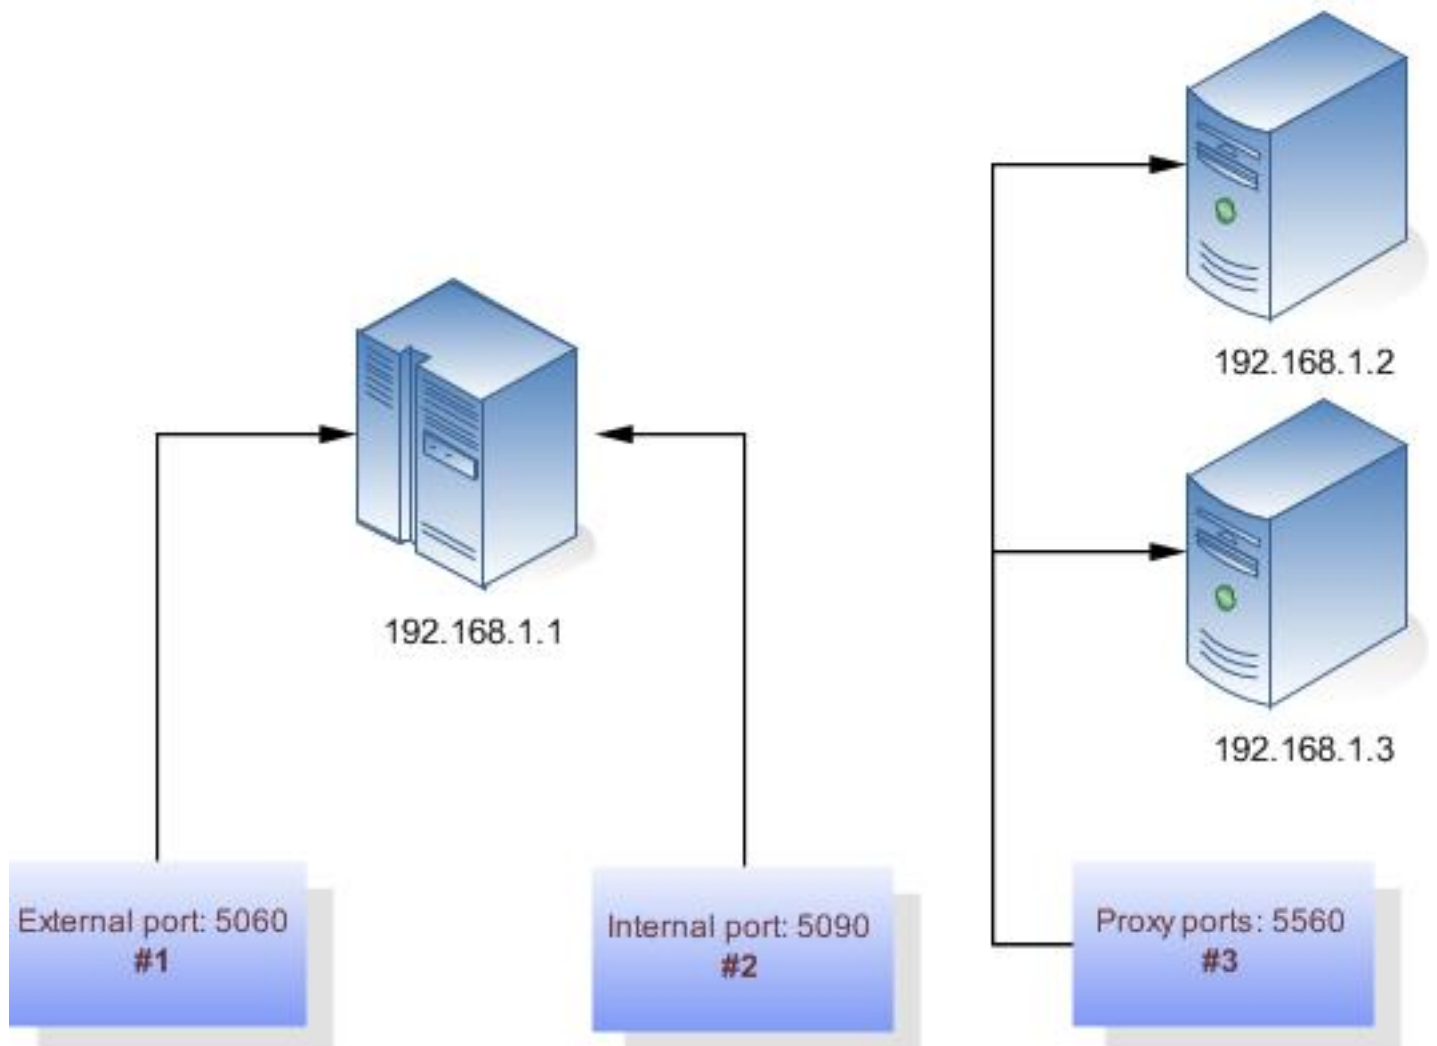 192.168.1.2
192.168.1.1
192.168.1.3
External port: 5060
#1
Internal port: 5090
#2
Proxy ports: 5560
#3